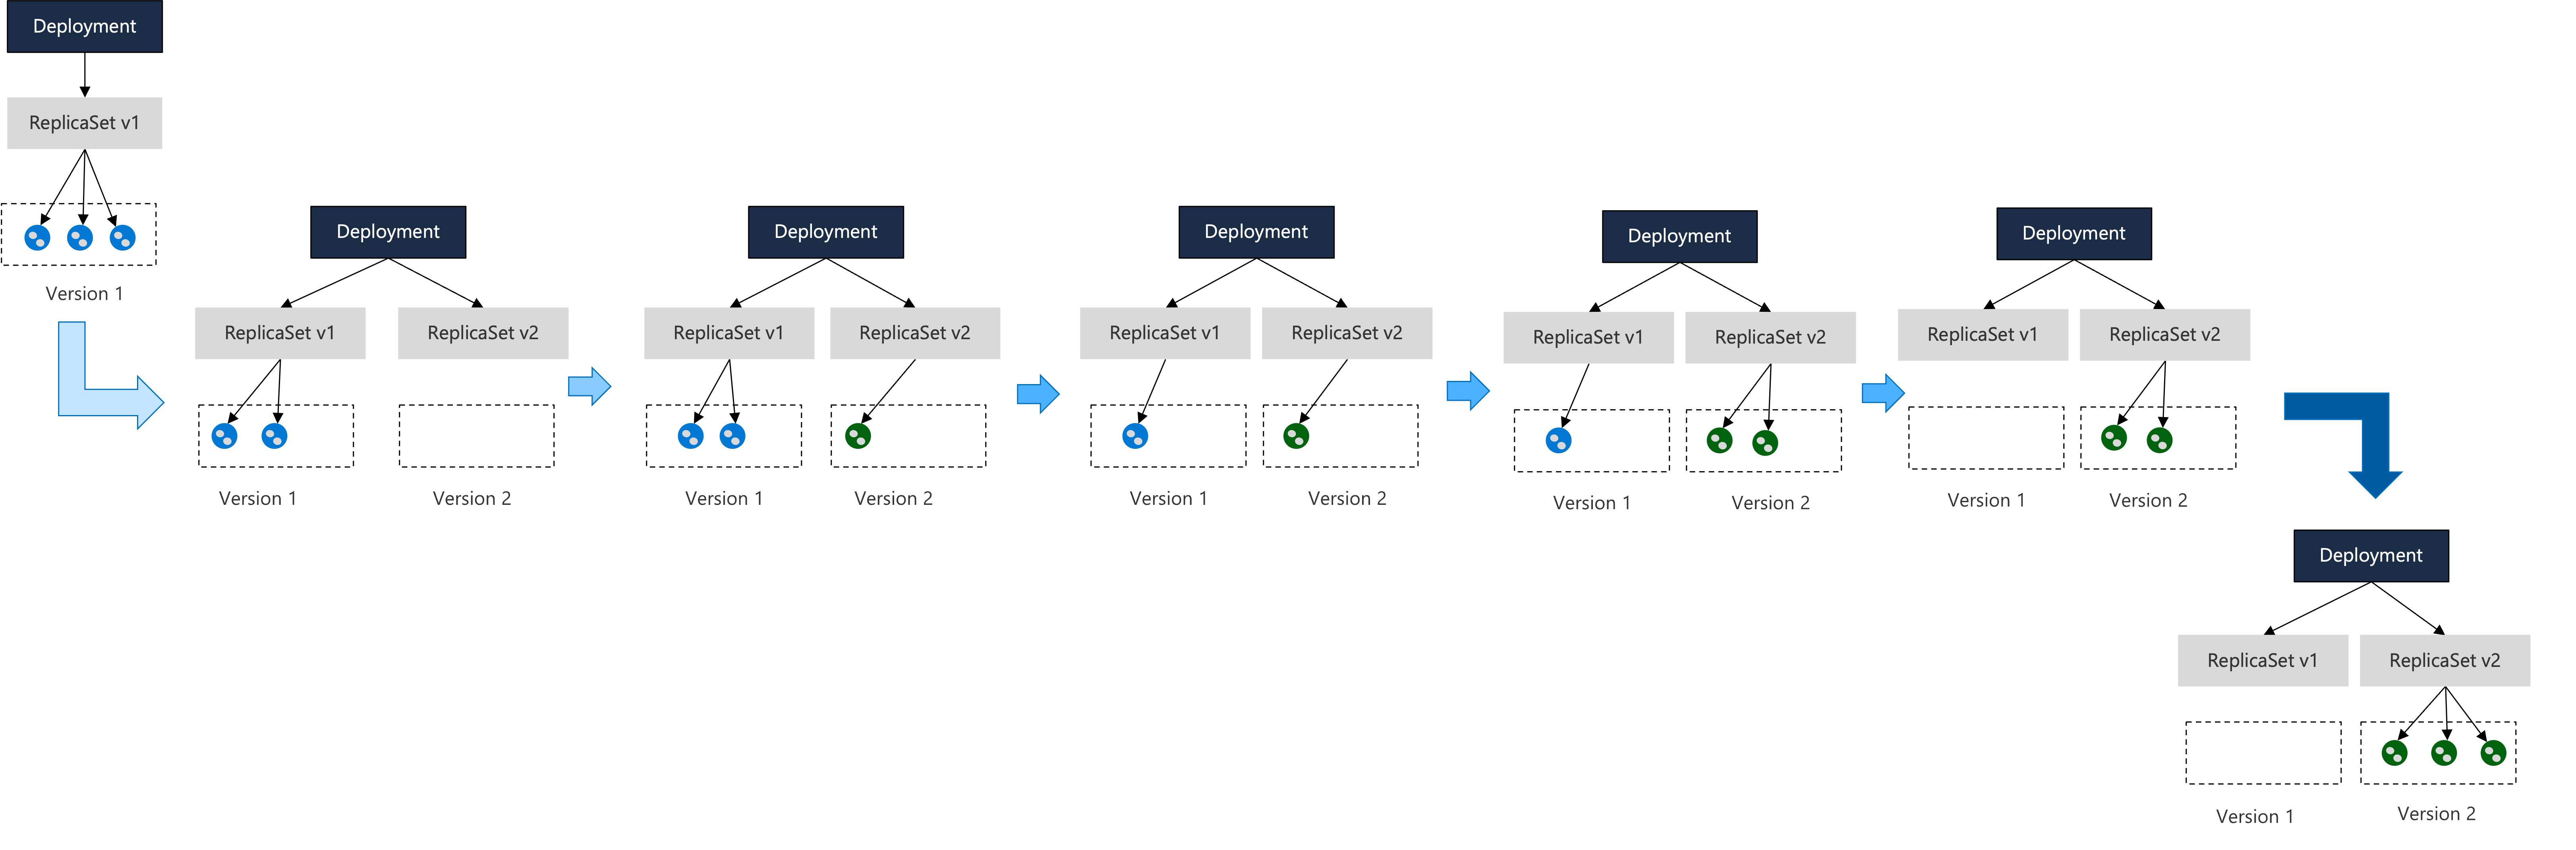 Deployment
ReplicaSet v1
Version 1
Deployment
ReplicaSet v1
ReplicaSet v2
Version 1
Version 2
Deployment
ReplicaSet v1
ReplicaSet v2
Version 1
Version 2
Deployment
ReplicaSet v1
ReplicaSet v2
Version 1
Version 2
Deployment
ReplicaSet v1
ReplicaSet v2
Version 1
Version 2
Deployment
ReplicaSet v1
ReplicaSet v2
Version 1
Version 2
Deployment
ReplicaSet v1
ReplicaSet v2
Version 1
Version 2